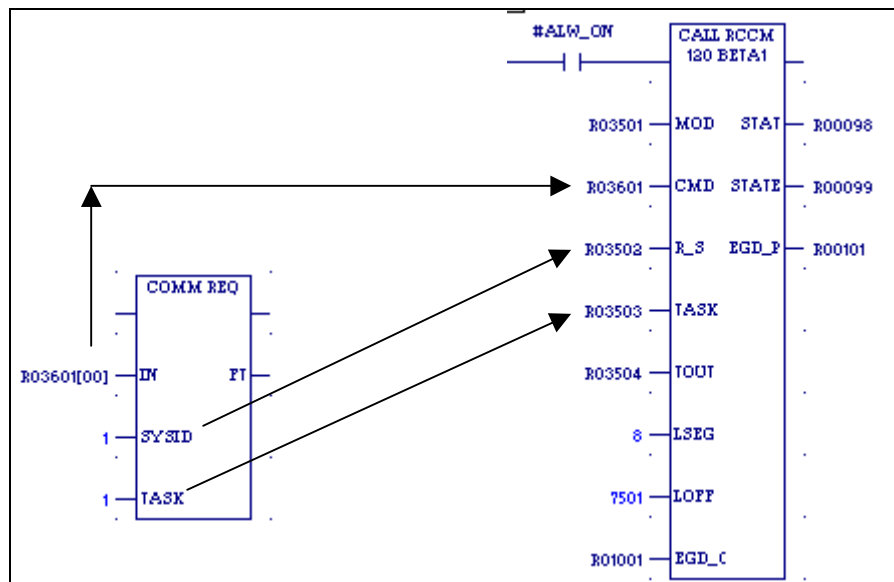 #ALW_ON
CALL RCCM
120 BETA1
R03501 MOD STAT R00098
R03601 CMD STATE R00099
R03502 R_S EGD_P R00101
R03503 TASK
R03504 TOUT
8 LSEG
7501 LOFF
R01001 EGD_C
COMM REQ
R03601[00] IN FT
1 SYSID
1 TASK